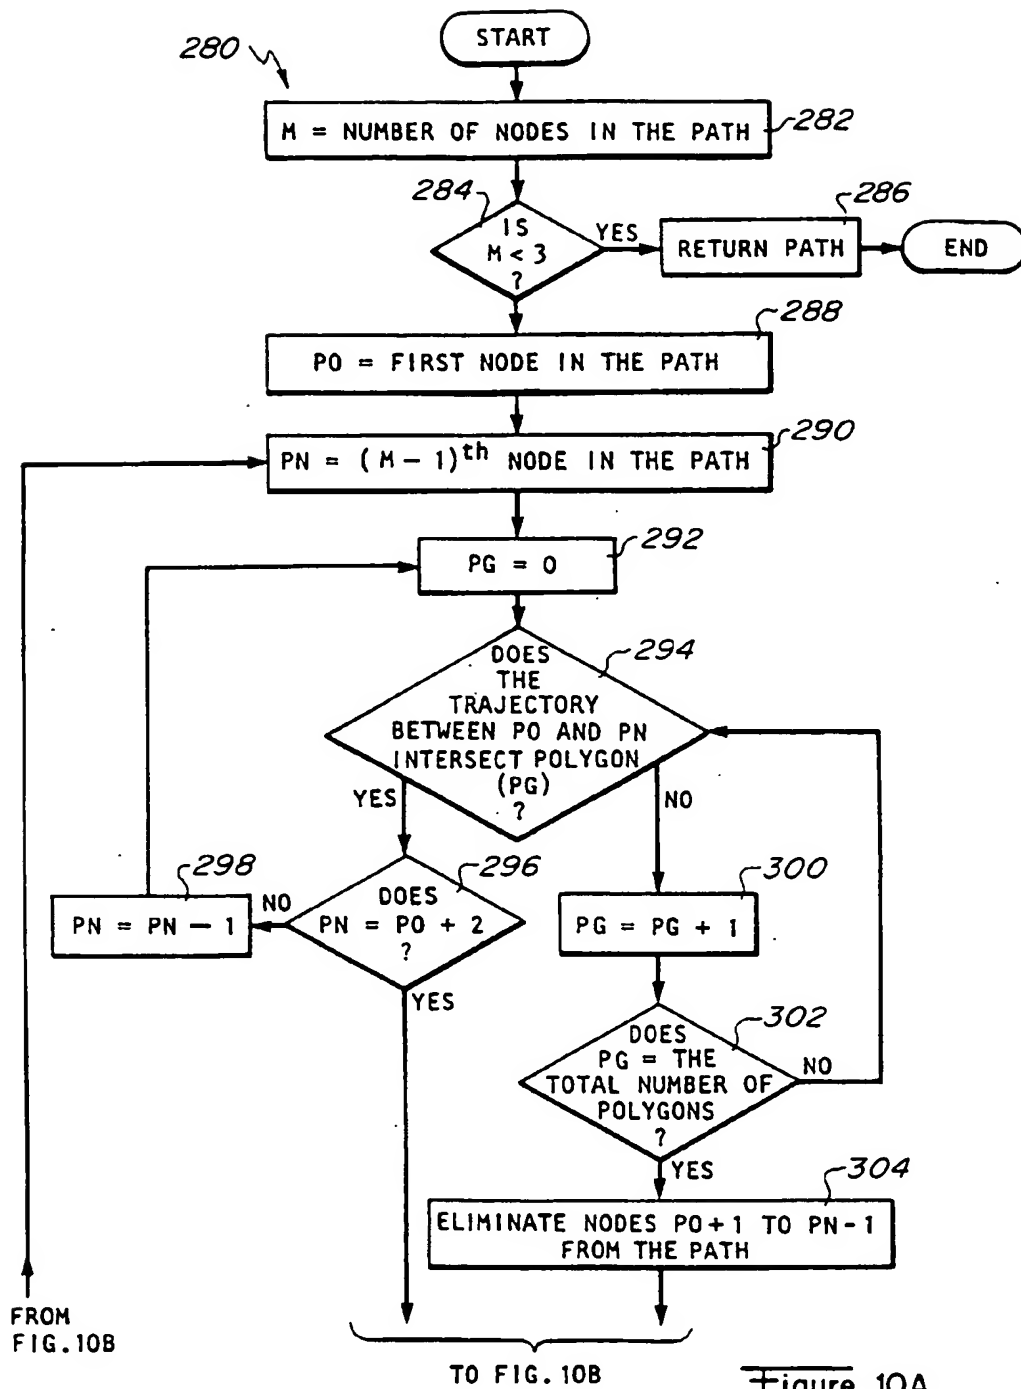 START
280
M = NUMBER OF NODES IN THE PATH
282
284
IS
M < 3
?
YES
286
RETURN PATH
END
288
PO = FIRST NODE IN THE PATH
290
PN = (M - 1)th NODE IN THE PATH
292
PG = 0
294
DOES
THE
TRAJECTORY
BETWEEN PO AND PN
INTERSECT POLYGON
(PG)
?
YES
NO
298
PN = PN - 1
NO
296
DOES
PN = PO + 2
?
YES
300
PG = PG + 1
302
DOES
PG = THE
TOTAL NUMBER OF
POLYGONS
?
NO
YES
304
ELIMINATE NODES PO+1 TO PN-1
FROM THE PATH
FROM
FIG.10B
TO FIG.10B
Figure 10A